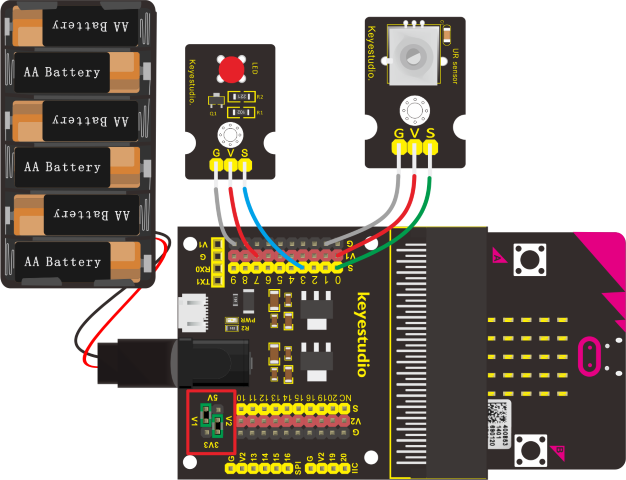 AA Battery
AA Battery
AA Battery
AA Battery
AA Battery
AA Battery
Keyestudio.
LED
R2
R1
Q1
G V S
Keyestudio.
UR sensor
G V S
V1
G
RX0
TX1
G
V1
S
9 8 7 6 5 4 3 2 1 0
PWR
R2
keyestudio
5V
V1
V2
3V3
10 11 12 13 14 15 16 19 20 NC
S
V2
G
G V2 13 14 15 16 SPI G V2 19 20 IIC
A
B